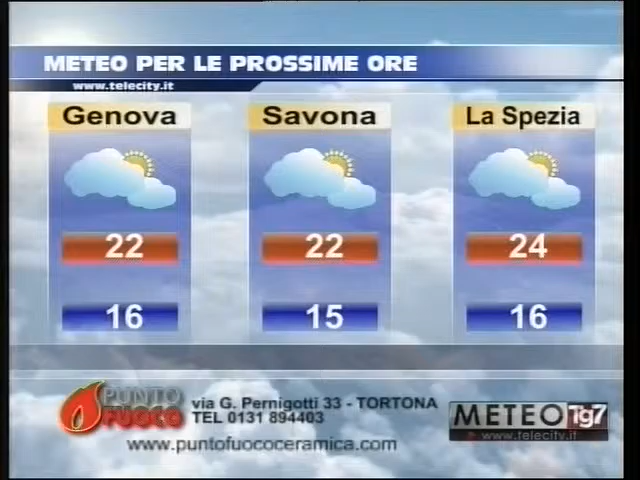 METEO PER LE PROSSIME ORE
www.telecity.it
Genova Savona La Spezia
22 22 24
16 15 16
PUNTO FUOCO
via G. Pernigotti 33 - TORTONA
TEL 0131 894403
www.puntofuococeramica.com
METEO Tg7
www.telecity.it